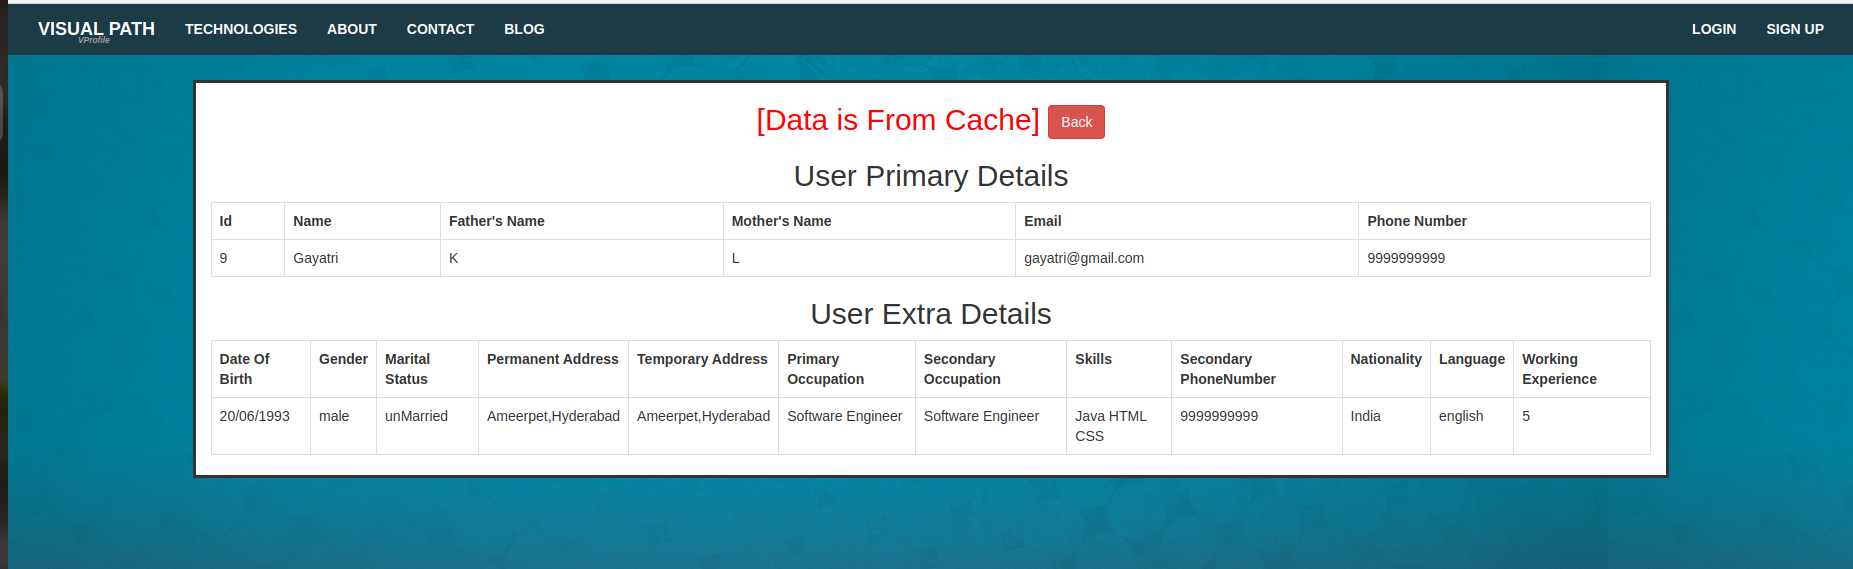 VISUAL PATH TECHNOLOGIES ABOUT CONTACT BLOG LOGIN SIGN UP
VProfile
[Data is From Cache] Back
User Primary Details
Id Name Father's Name Mother's Name Email Phone Number
9 Gayatri K L gayatri@gmail.com 9999999999
User Extra Details
Date Of Gender Marital Permanent Address Temporary Address Primary Secondary Skills Secondary Nationality Language Working
Birth Status Occupation Occupation PhoneNumber Experience
20/06/1993 male unMarried Ameerpet,Hyderabad Ameerpet,Hyderabad Software Engineer Software Engineer Java HTML 9999999999 India english 5
CSS